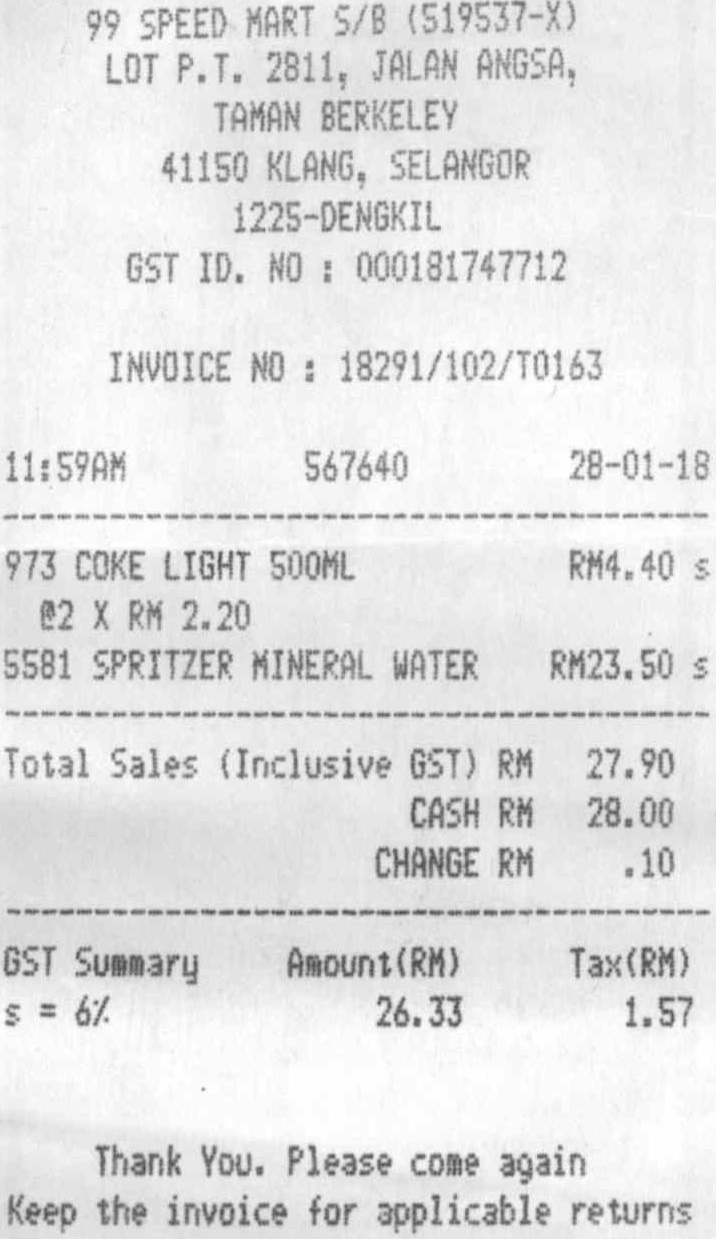 99 SPEED MART S/B (519537-X)
LOT P.T. 2811, JALAN ANGSA,
TAMAN BERKELEY
41150 KLANG, SELANGOR
1225-DENGKIL
GST ID. NO : 000181747712
INVOICE NO : 18291/102/T0163
11:59AM 567640 28-01-18
973 COKE LIGHT 500ML RM4.40 s
@2 X RM 2.20
5581 SPRITZER MINERAL WATER RM23.50 s
Total Sales (Inclusive GST) RM 27.90
CASH RM 28.00
CHANGE RM .10
GST Summary Amount(RM) Tax(RM)
s = 6% 26.33 1.57
Thank You. Please come again
Keep the invoice for applicable returns